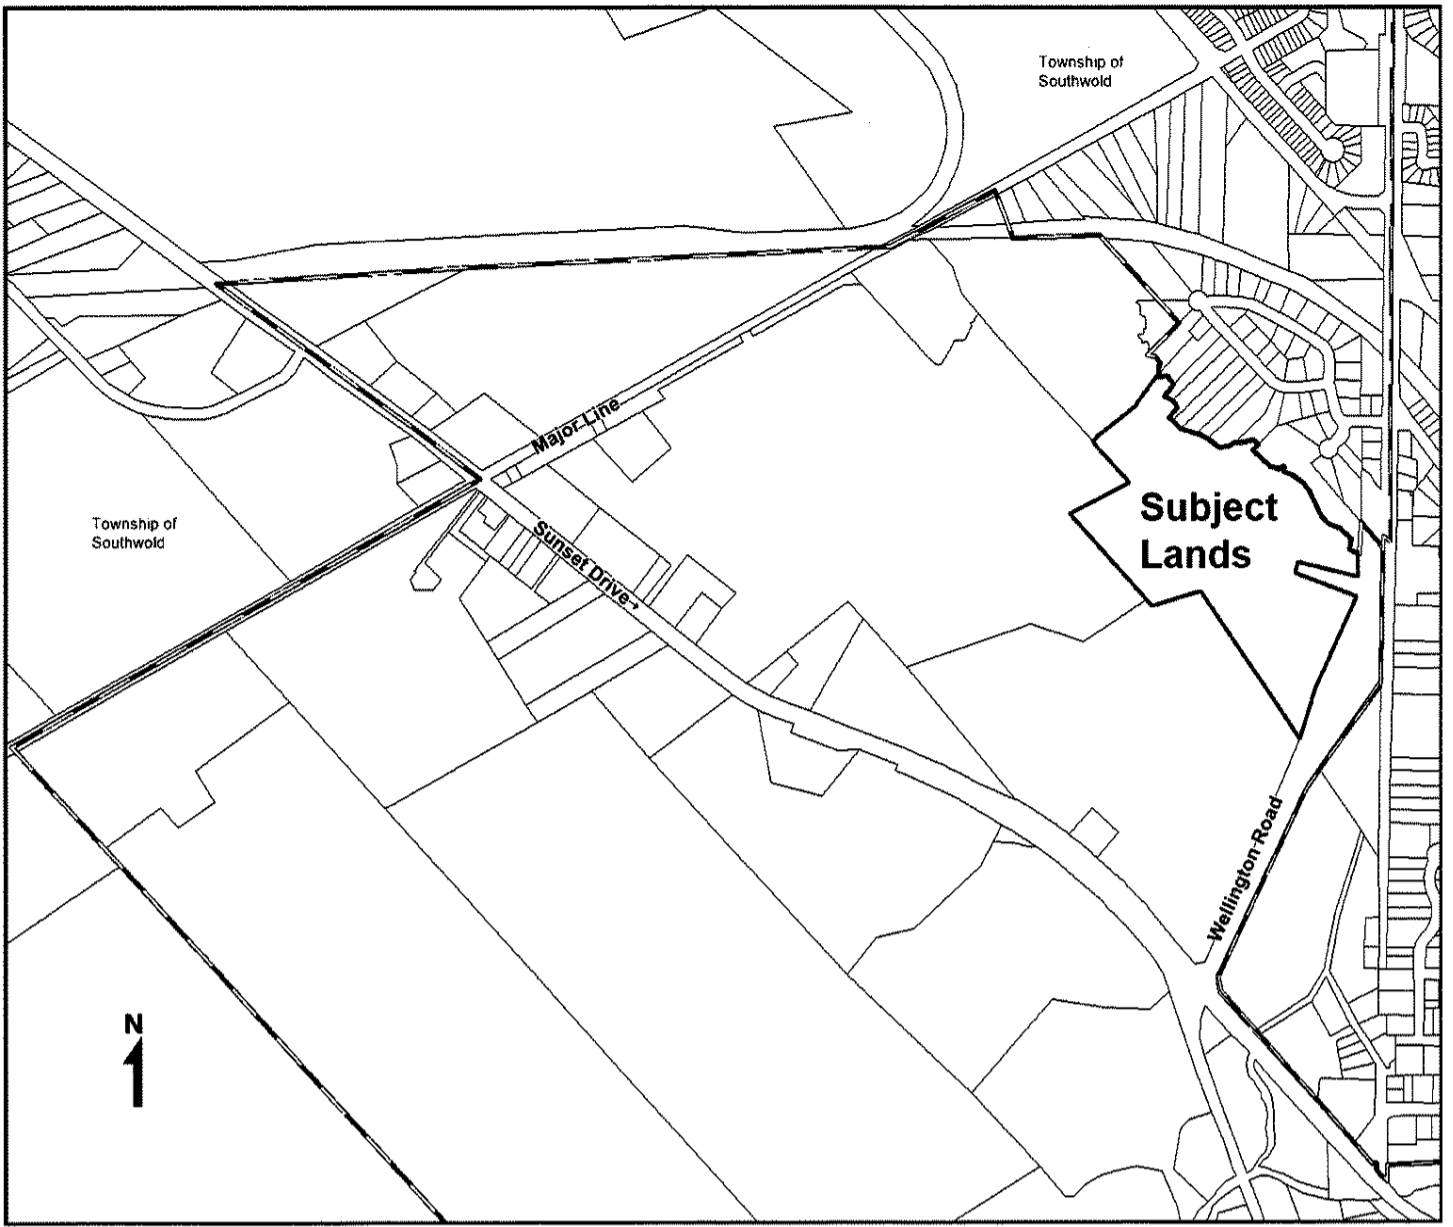 Township of
Southwold
Major Line
Subject
Lands
Township of
Southwold
Sunset Drive
Wellington Road
N